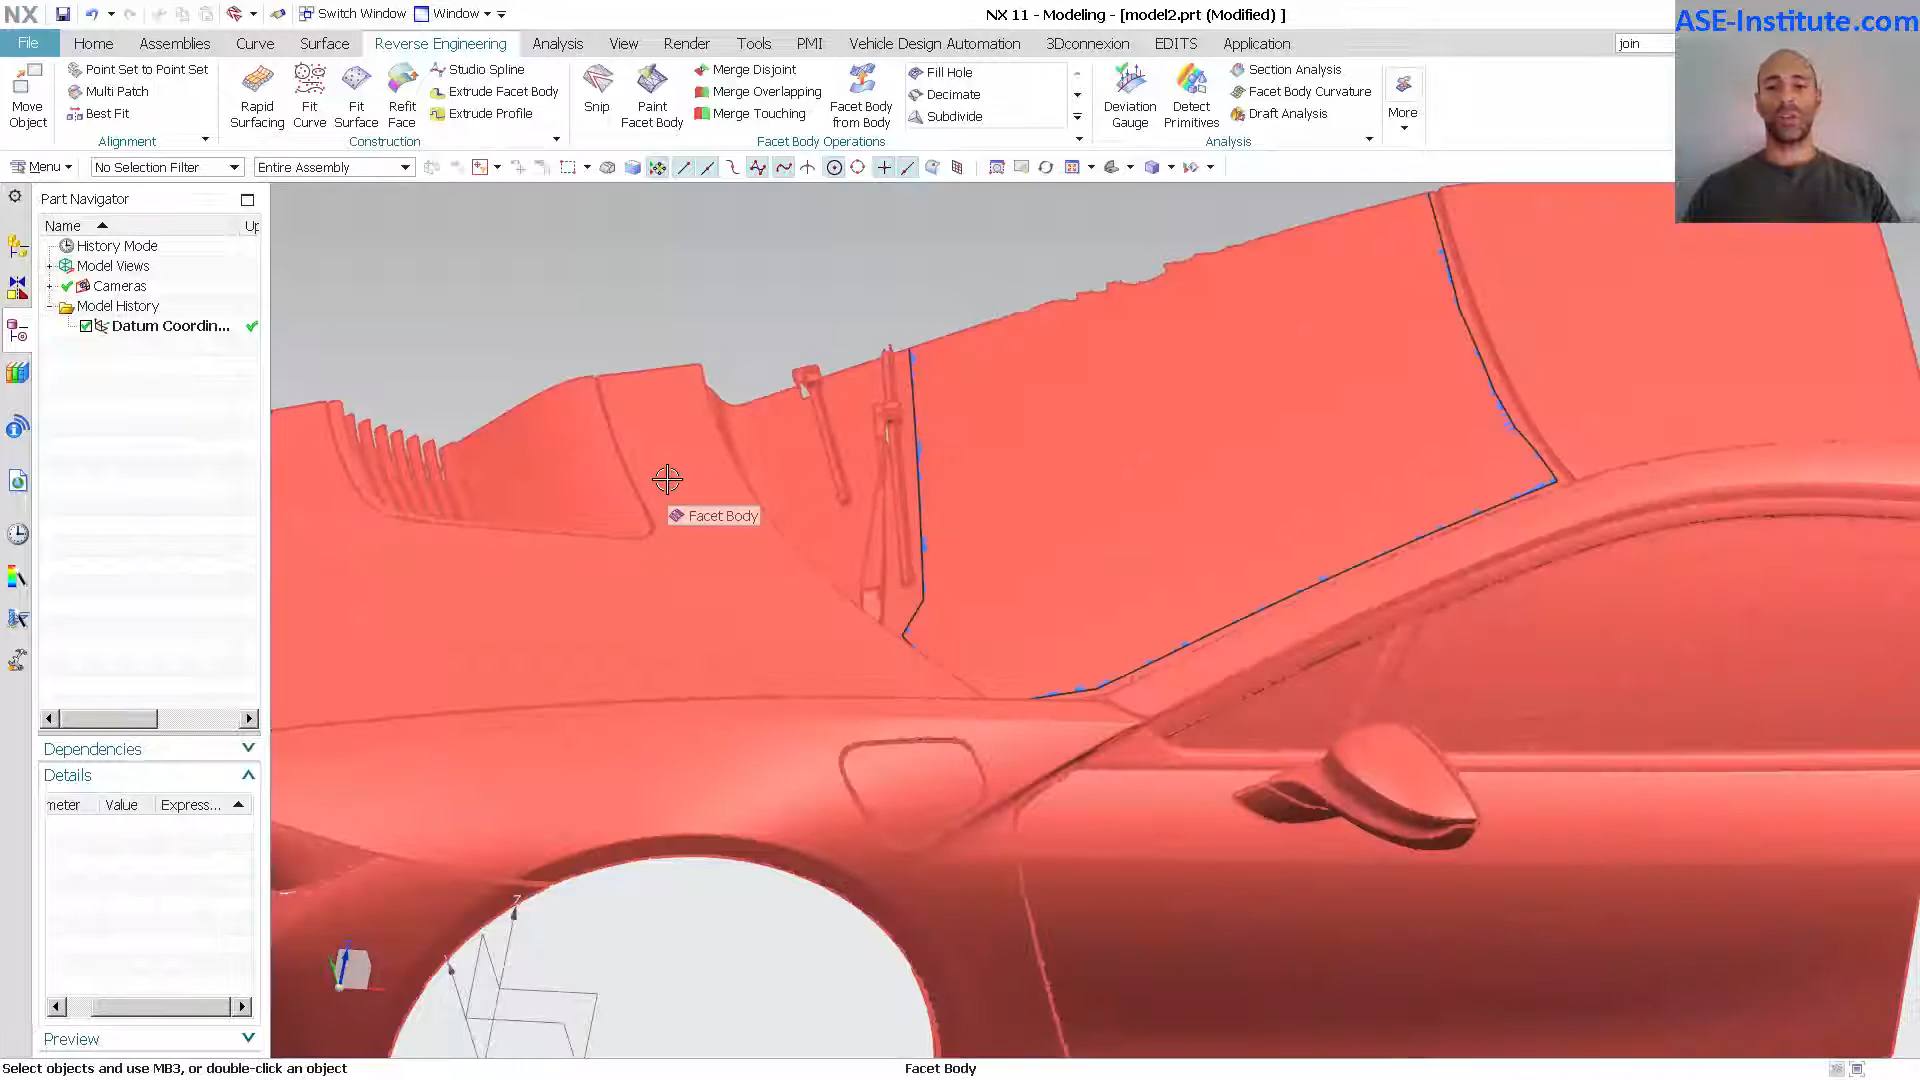 NX
Switch Window
Window
NX 11 - Modeling - [model2.prt (Modified) ]
ASE-Institute.com
File
Home
Assemblies
Curve
Surface
Reverse Engineering
Analysis
View
Render
Tools
PMI
Vehicle Design Automation
3Dconnexion
EDITS
Application
join
Move Object
Point Set to Point Set
Multi Patch
Best Fit
Alignment
Rapid Surfacing
Fit Curve
Fit Surface
Refit Face
Studio Spline
Extrude Facet Body
Extrude Profile
Construction
Snip
Paint Facet Body
Merge Disjoint
Merge Overlapping
Merge Touching
Facet Body from Body
Fill Hole
Decimate
Subdivide
Facet Body Operations
Deviation Gauge
Detect Primitives
Section Analysis
Facet Body Curvature
Draft Analysis
Analysis
More
Menu
No Selection Filter
Entire Assembly
Part Navigator
Name
Up
History Mode
Model Views
Cameras
Model History
Datum Coordin...
Facet Body
Dependencies
Details
meter
Value
Express...
Z
Preview
Select objects and use MB3, or double-click an object
Facet Body